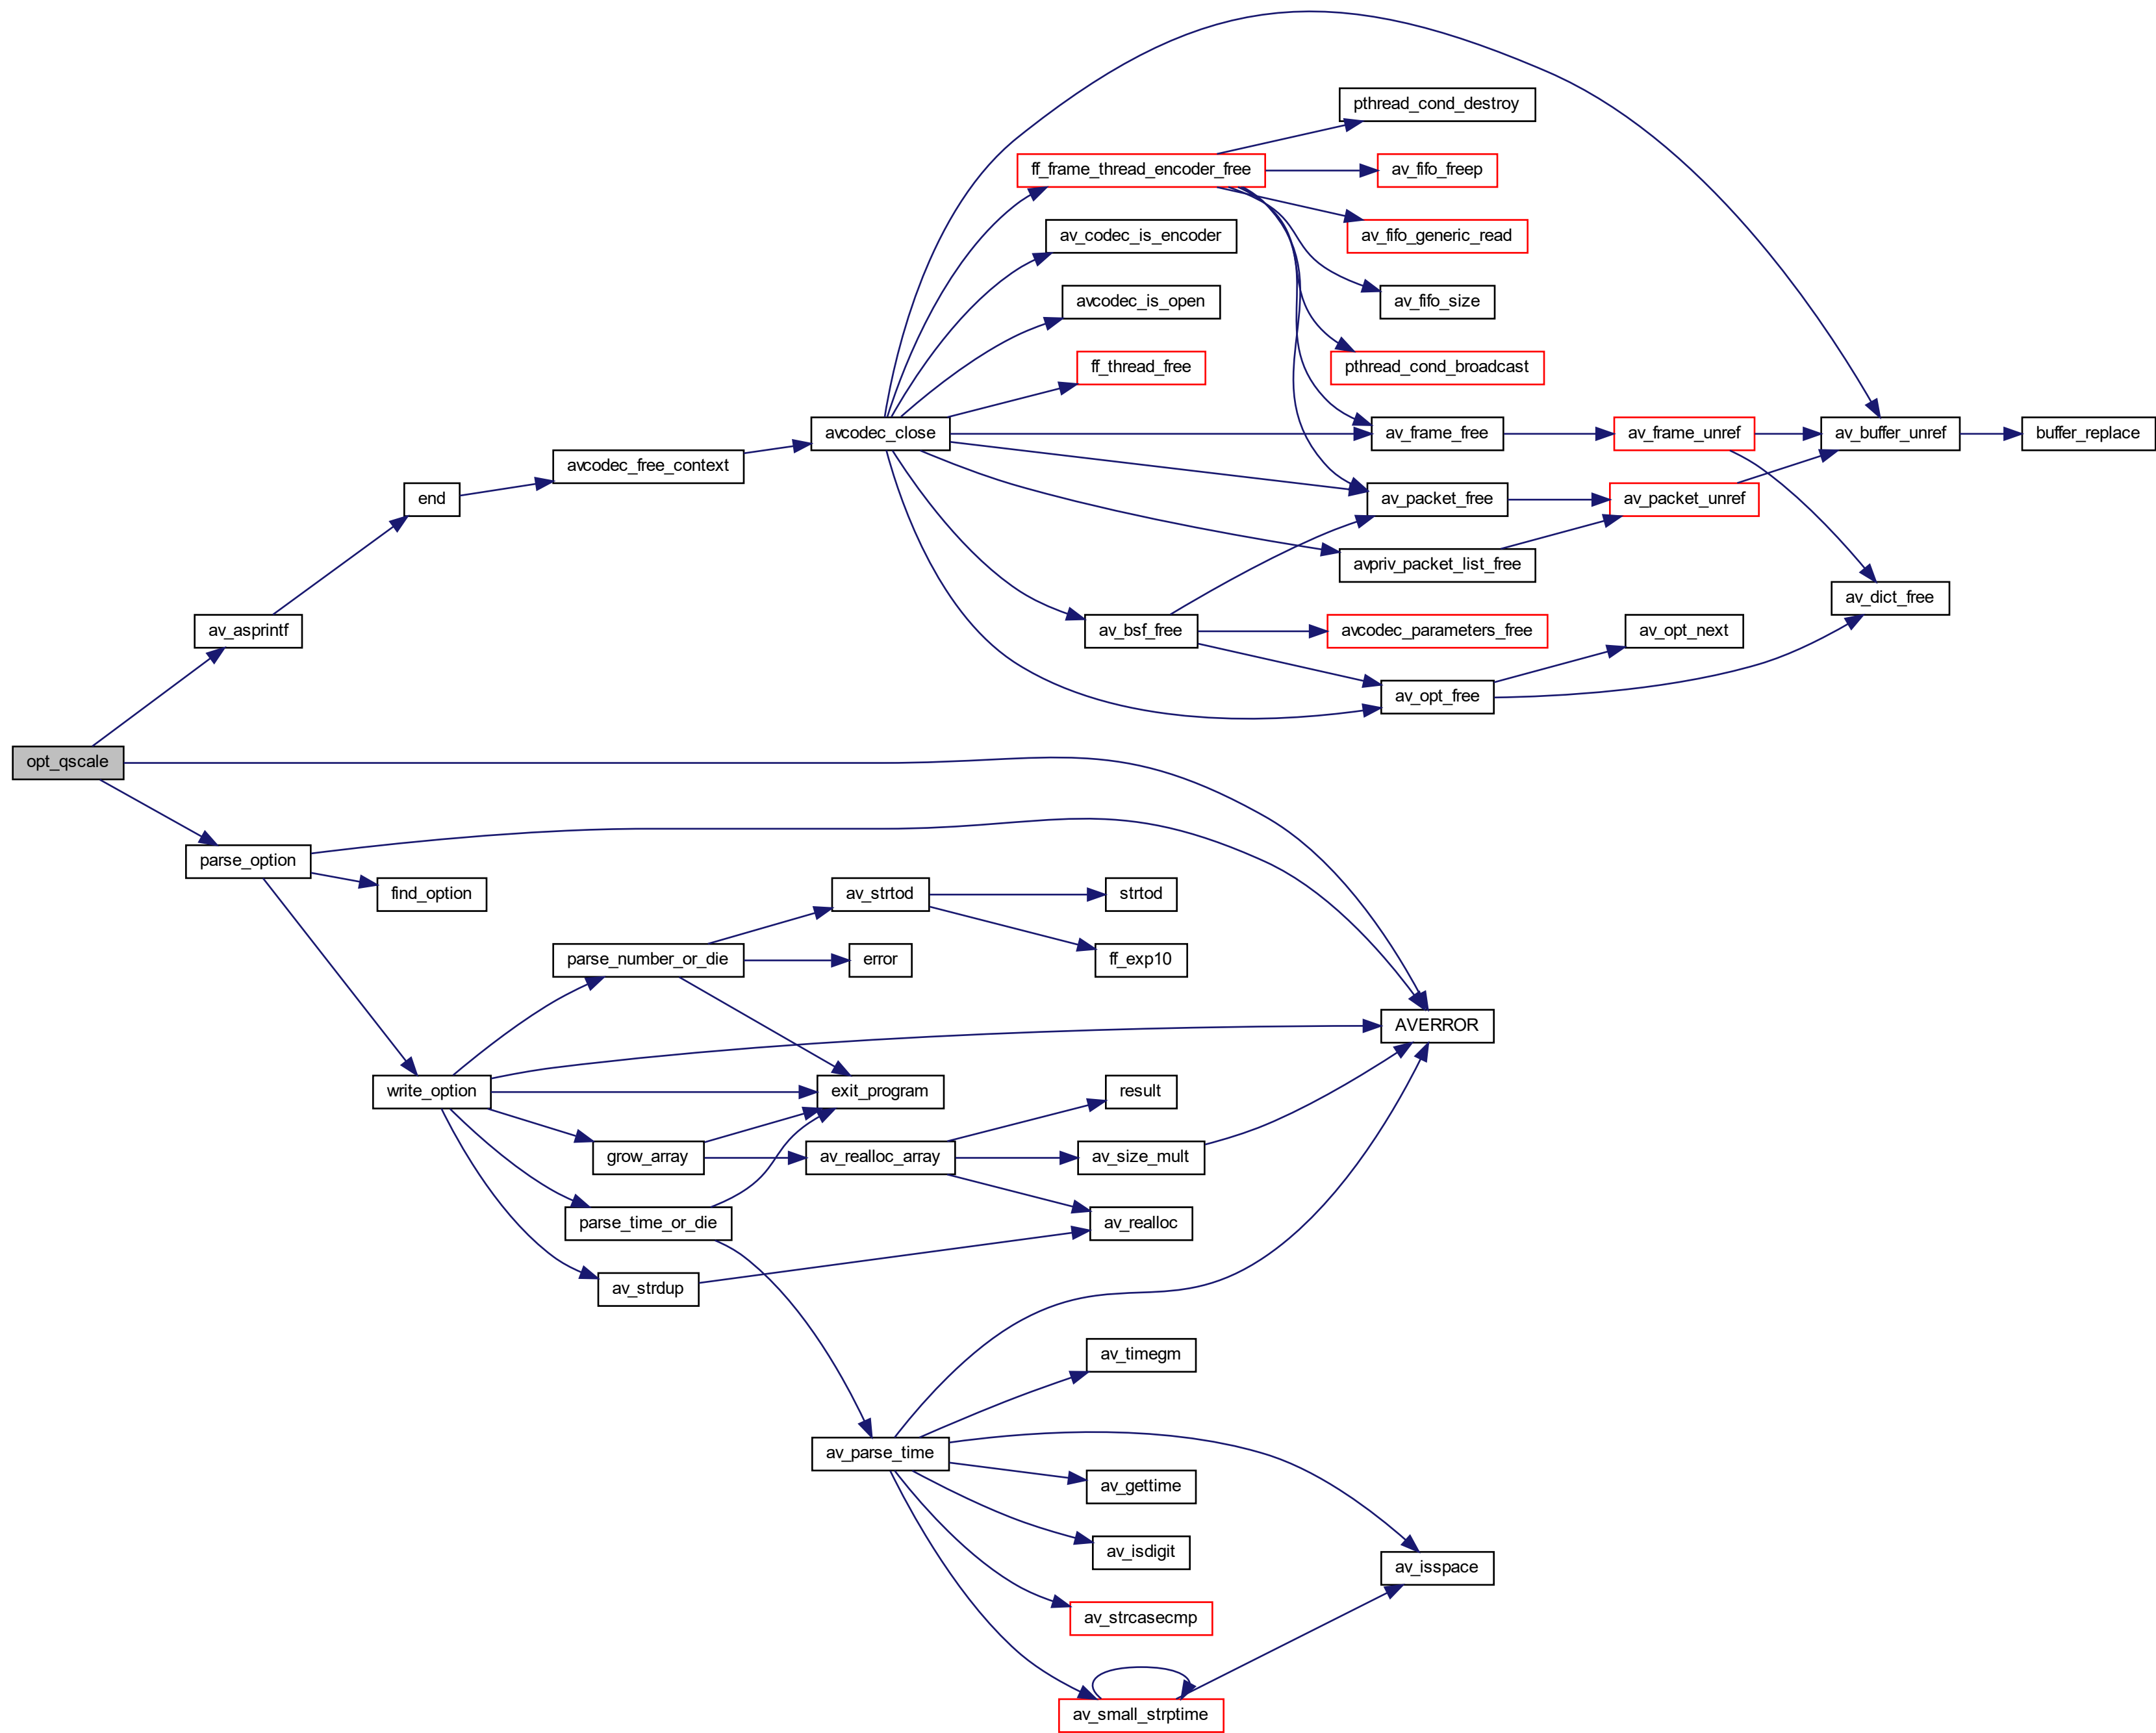 pthread_cond_destroy
ff_frame_thread_encoder_free
av_fifo_freep
av_codec_is_encoder
av_fifo_generic_read
avcodec_is_open
av_fifo_size
ff_thread_free
pthread_cond_broadcast
avcodec_close
av_frame_free
av_frame_unref
av_buffer_unref
buffer_replace
avcodec_free_context
end
av_packet_free
av_packet_unref
avpriv_packet_list_free
av_dict_free
av_asprintf
av_bsf_free
avcodec_parameters_free
av_opt_next
av_opt_free
opt_qscale
parse_option
find_option
av_strtod
strtod
parse_number_or_die
error
ff_exp10
AVERROR
write_option
exit_program
result
grow_array
av_realloc_array
av_size_mult
parse_time_or_die
av_realloc
av_strdup
av_timegm
av_parse_time
av_gettime
av_isdigit
av_isspace
av_strcasecmp
av_small_strptime